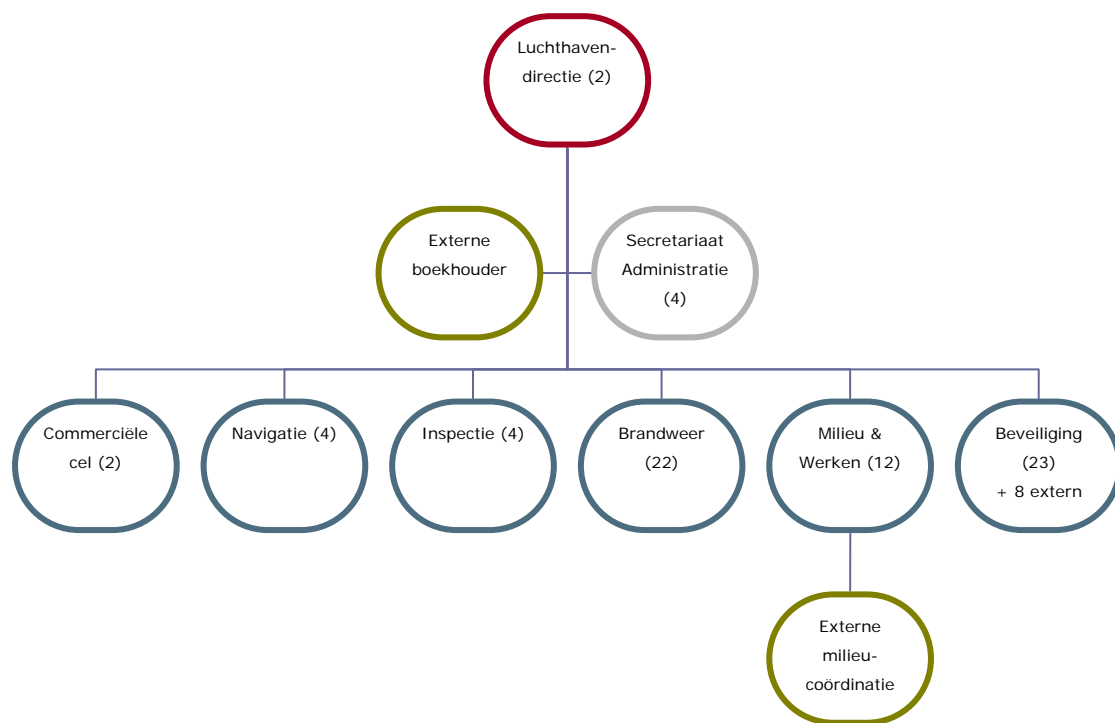 Luchthaven-
directie (2)
Externe
boekhouder
Secretariaat
Administratie
(4)
Commerciële
cel (2)
Navigatie (4)
Inspectie (4)
Brandweer
(22)
Milieu &
Werken (12)
Beveiliging
(23)
+ 8 extern
Externe
milieu-
coördinatie